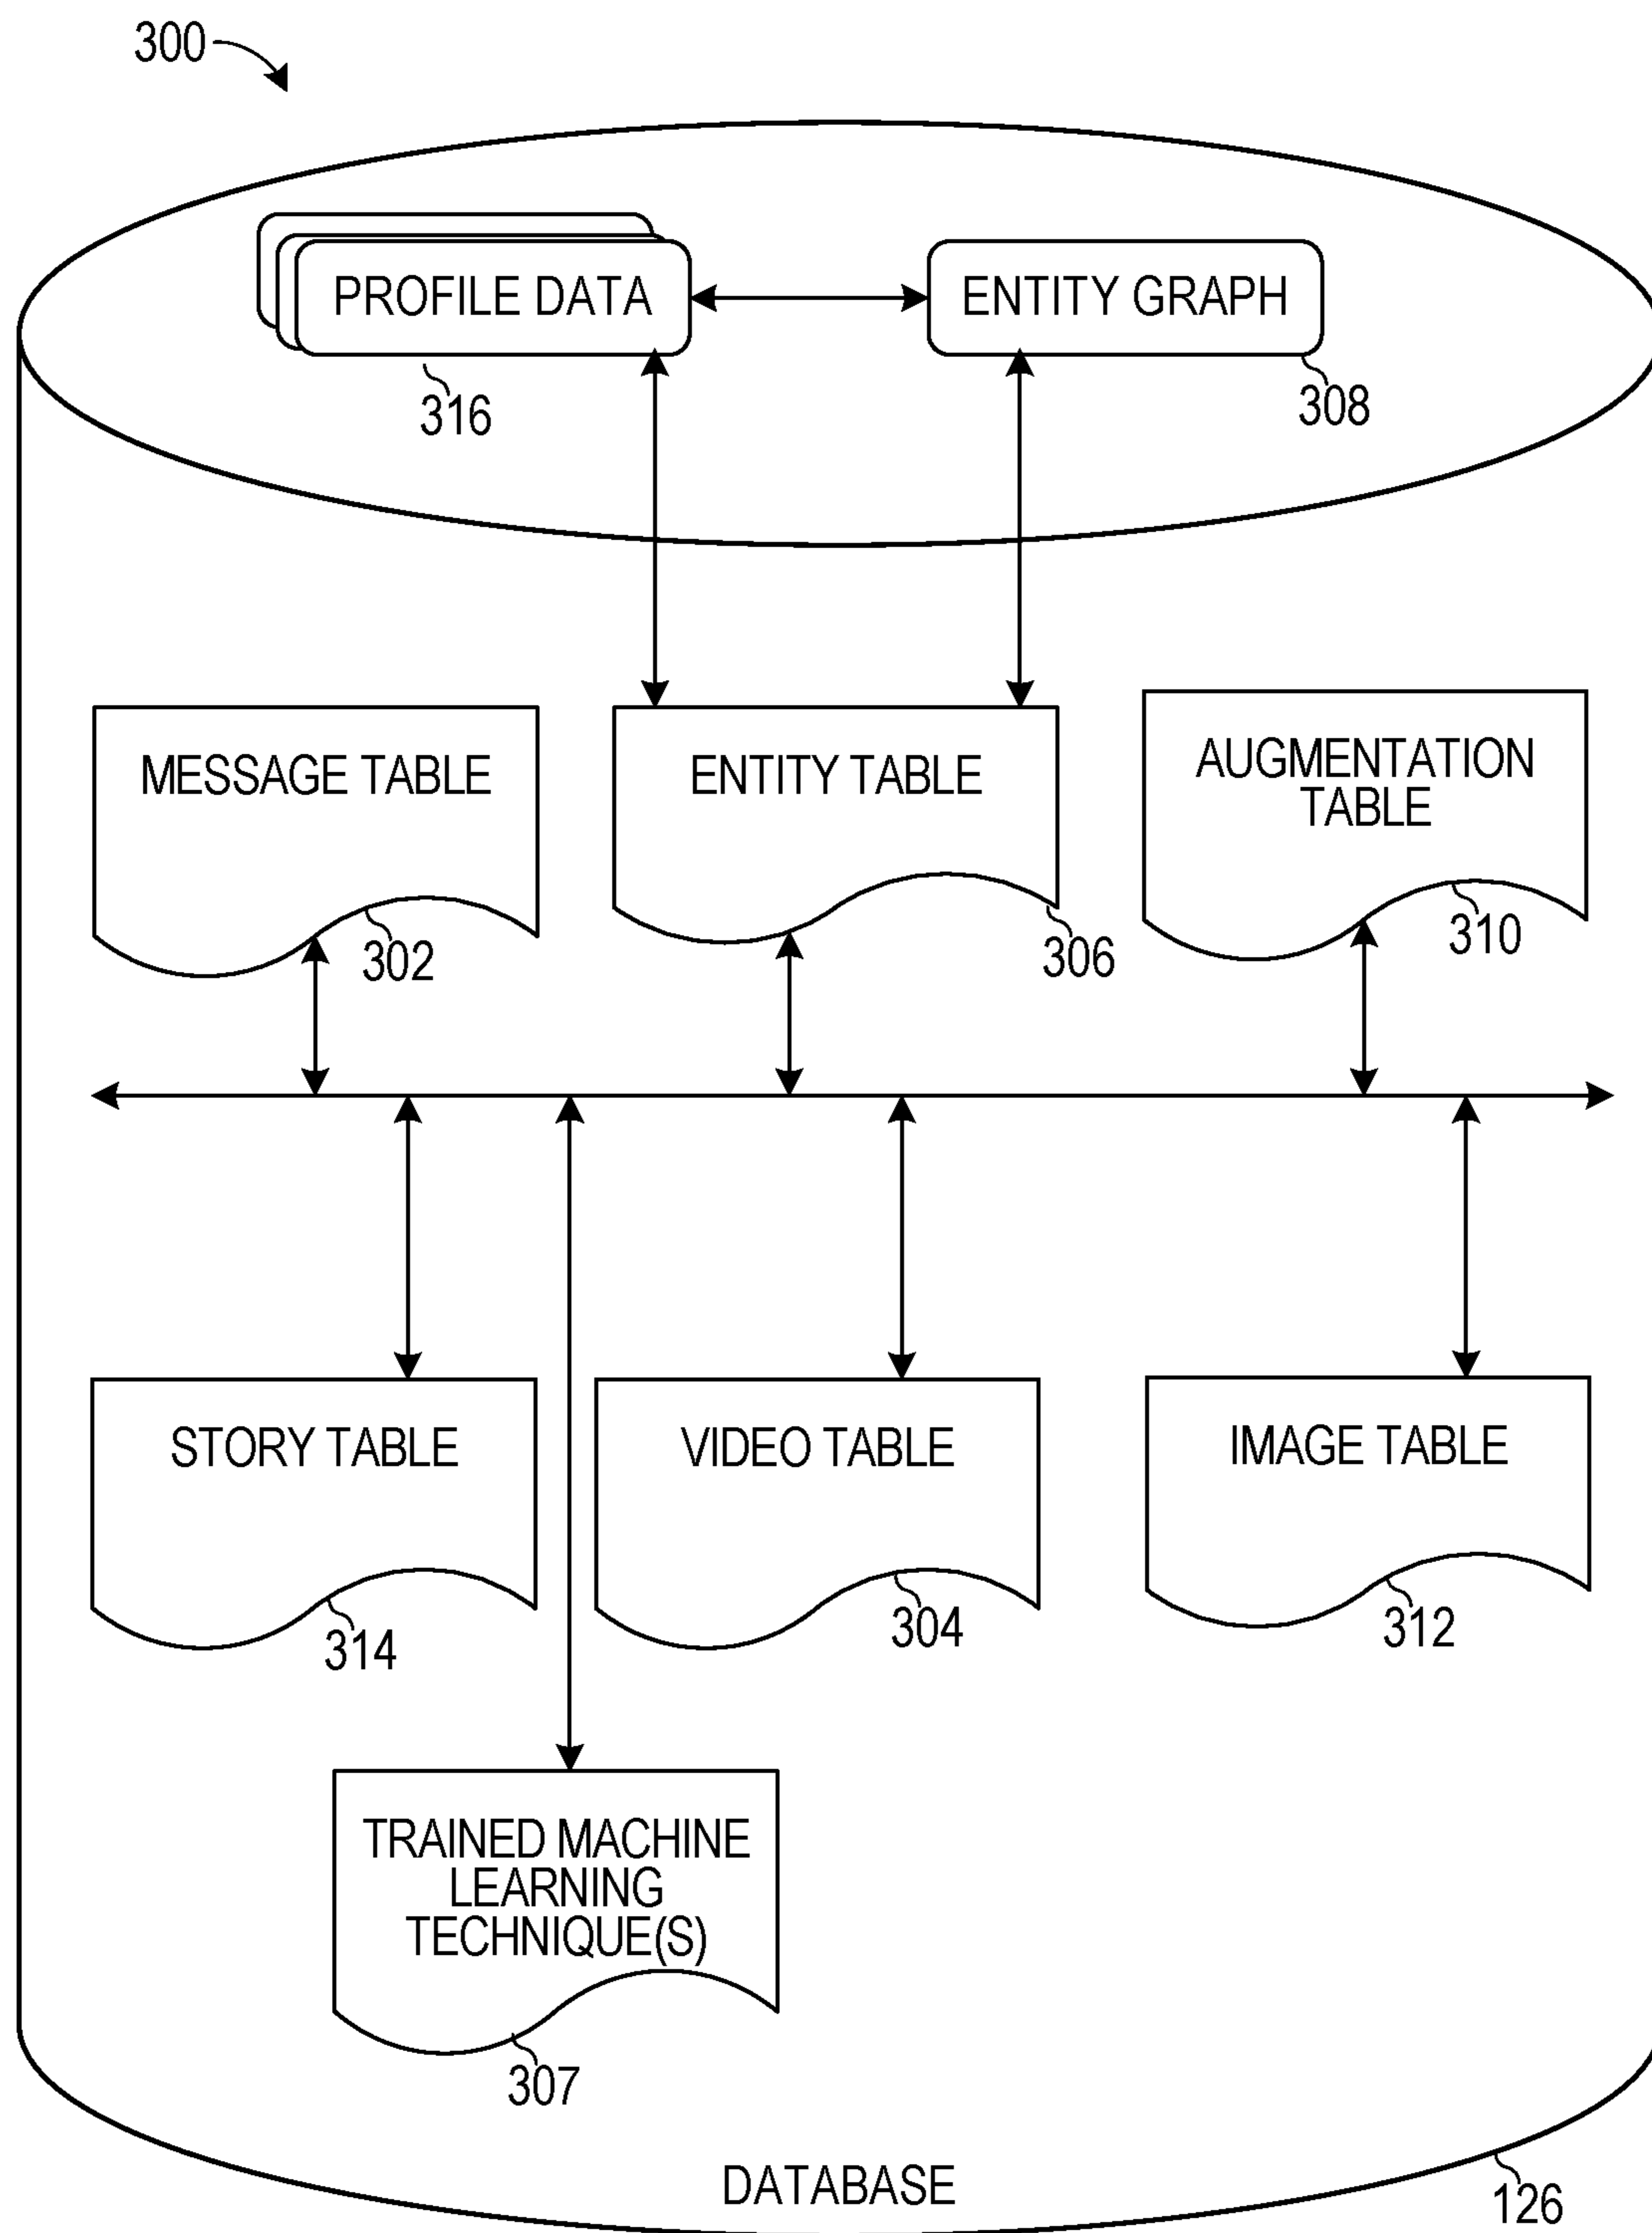 300
PROFILE DATA
ENTITY GRAPH
316
308
MESSAGE TABLE
ENTITY TABLE
AUGMENTATION
TABLE
302
306
310
STORY TABLE
VIDEO TABLE
IMAGE TABLE
314
304
312
TRAINED MACHINE
LEARNING
TECHNIQUE(S)
307
DATABASE
126